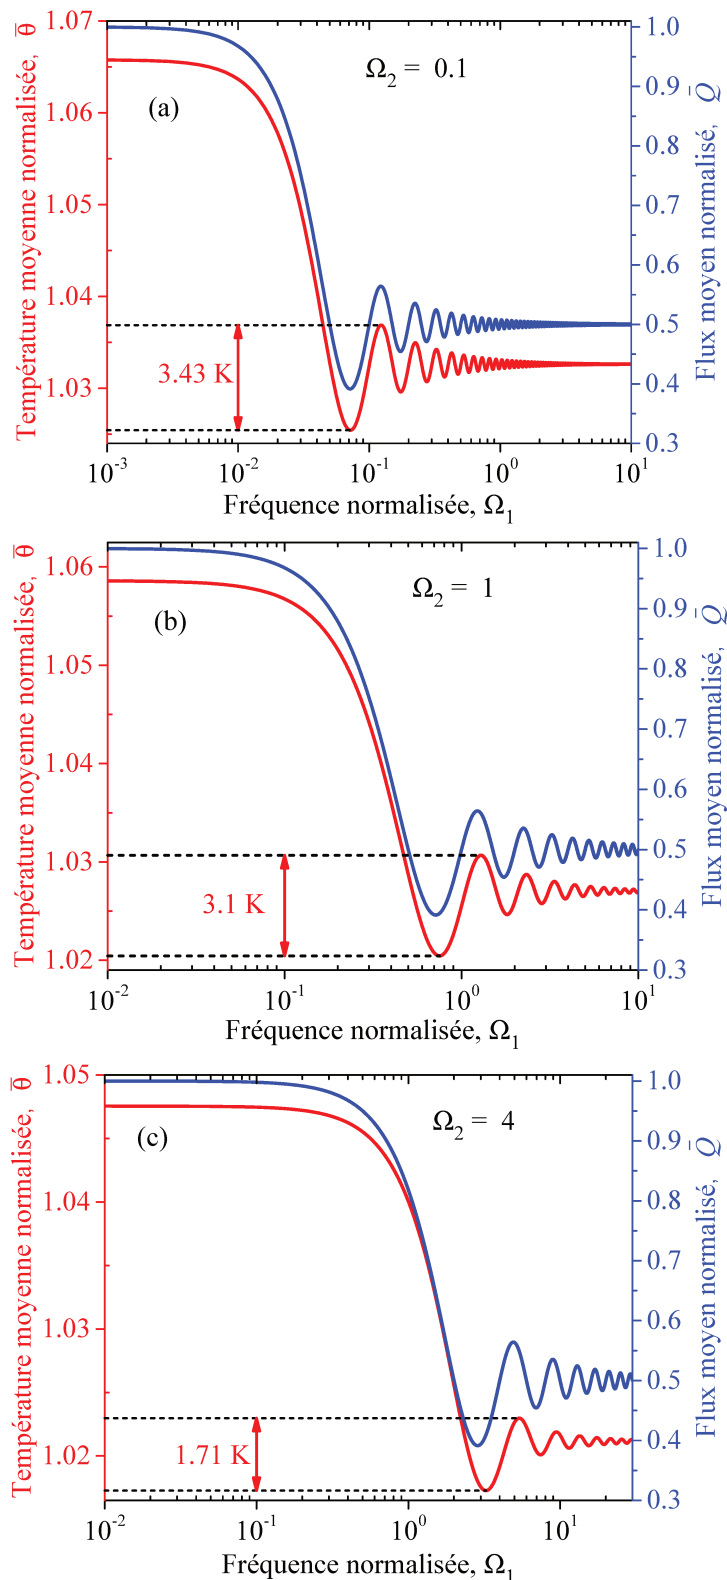 Température moyenne normalisée, θ̅
1.07
1.06
1.05
1.04
1.03
(a)
Ω₂ = 0.1
3.43 K
1.0
0.9
0.8
0.7
0.6
0.5
0.4
0.3
Flux moyen normalisé, Q̅
10⁻³ 10⁻² 10⁻¹ 10⁰ 10¹
Fréquence normalisée, Ω₁
Température moyenne normalisée, θ̅
1.06
1.05
1.04
1.03
1.02
(b)
Ω₂ = 1
3.1 K
1.0
0.9
0.8
0.7
0.6
0.5
0.4
0.3
Flux moyen normalisé, Q̅
10⁻² 10⁻¹ 10⁰ 10¹
Fréquence normalisée, Ω₁
Température moyenne normalisée, θ̅
1.05
1.04
1.03
1.02
(c)
Ω₂ = 4
1.71 K
1.0
0.9
0.8
0.7
0.6
0.5
0.4
0.3
Flux moyen normalisé, Q̅
10⁻² 10⁻¹ 10⁰ 10¹
Fréquence normalisée, Ω₁